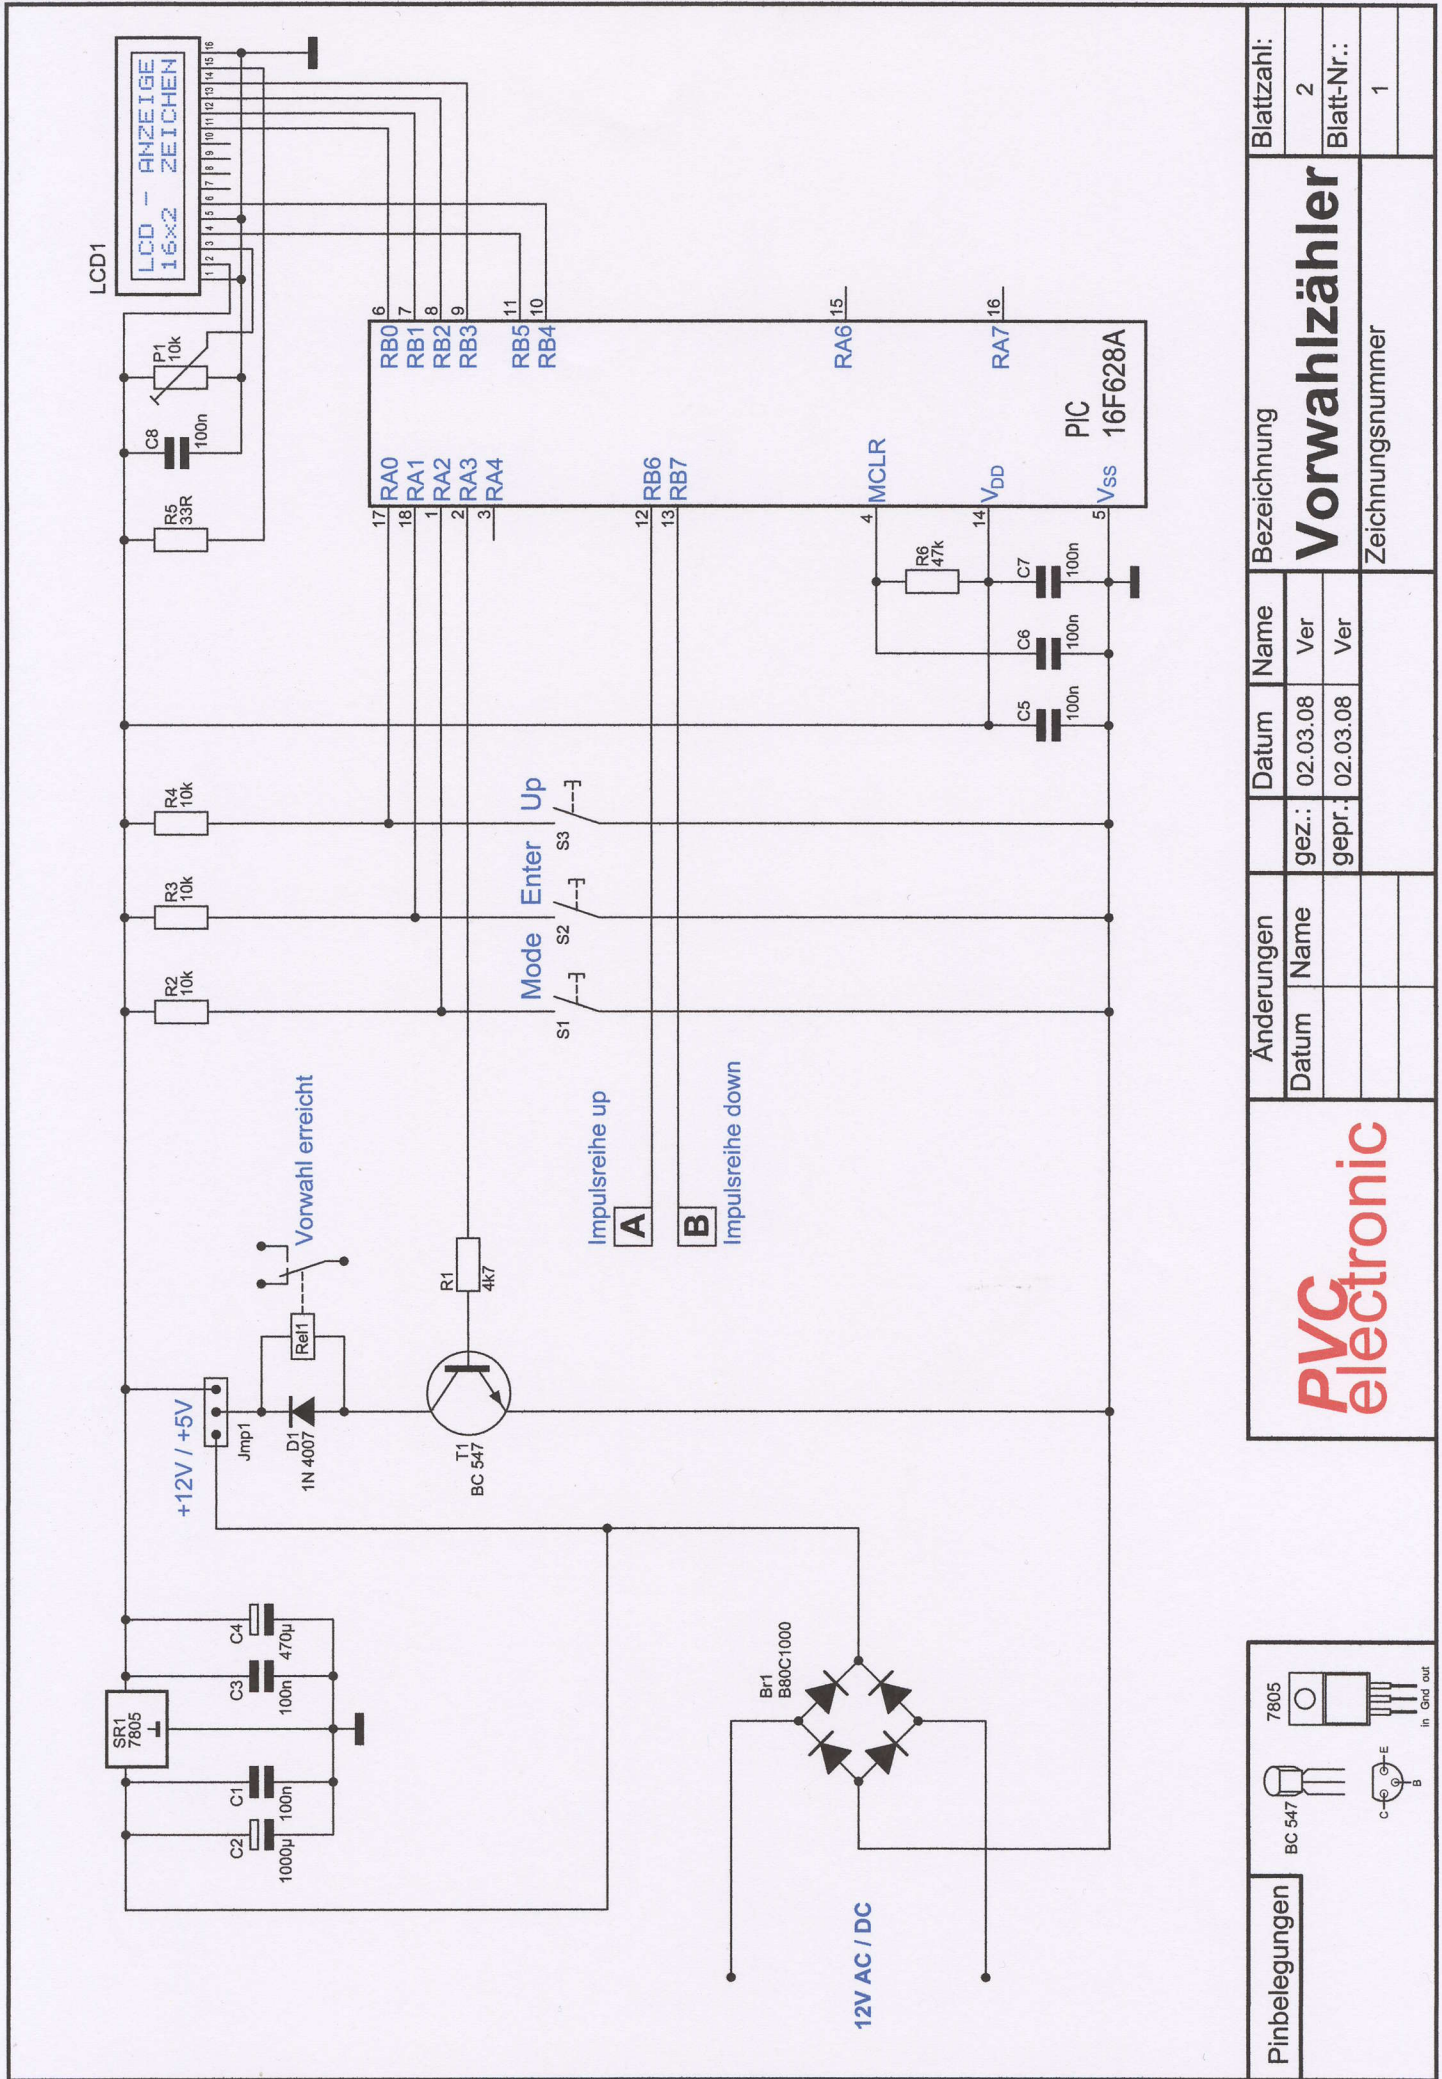 LCD1
LCD - ANZEIGE
16x2 ZEICHEN
1 2 3 4 5 6 7 8 9 10 11 12 13 14 15 16
SR1
7805
C2
1000µ
C1
100n
C3
100n
C4
470µ
+12V / +5V
Jmp1
D1
1N 4007
Rel1
Vorwahl erreicht
T1
BC 547
R1
4k7
R2
10k
R3
10k
R4
10k
R5
33R
C8
100n
P1
10k
Mode
Enter
Up
S1
S2
S3
Impulsreihe up
A
B
Impulsreihe down
17 RA0
18 RA1
1 RA2
2 RA3
3 RA4
12 RB6
13 RB7
4 MCLR
14 VDD
5 VSS
RB0 6
RB1 7
RB2 8
RB3 9
RB5 11
RB4 10
RA6 15
RA7 16
PIC
16F628A
R6
47k
C5
100n
C6
100n
C7
100n
Br1
B80C1000
12V AC / DC
Pinbelegungen
BC 547
C
B
E
7805
in Gnd out
PVC
electronic
Änderungen
Datum Name
Datum Name
gez.: 02.03.08 Ver
gepr.: 02.03.08 Ver
Bezeichnung
Vorwahlzähler
Zeichnungsnummer
Blattzahl:
2
Blatt-Nr.:
1